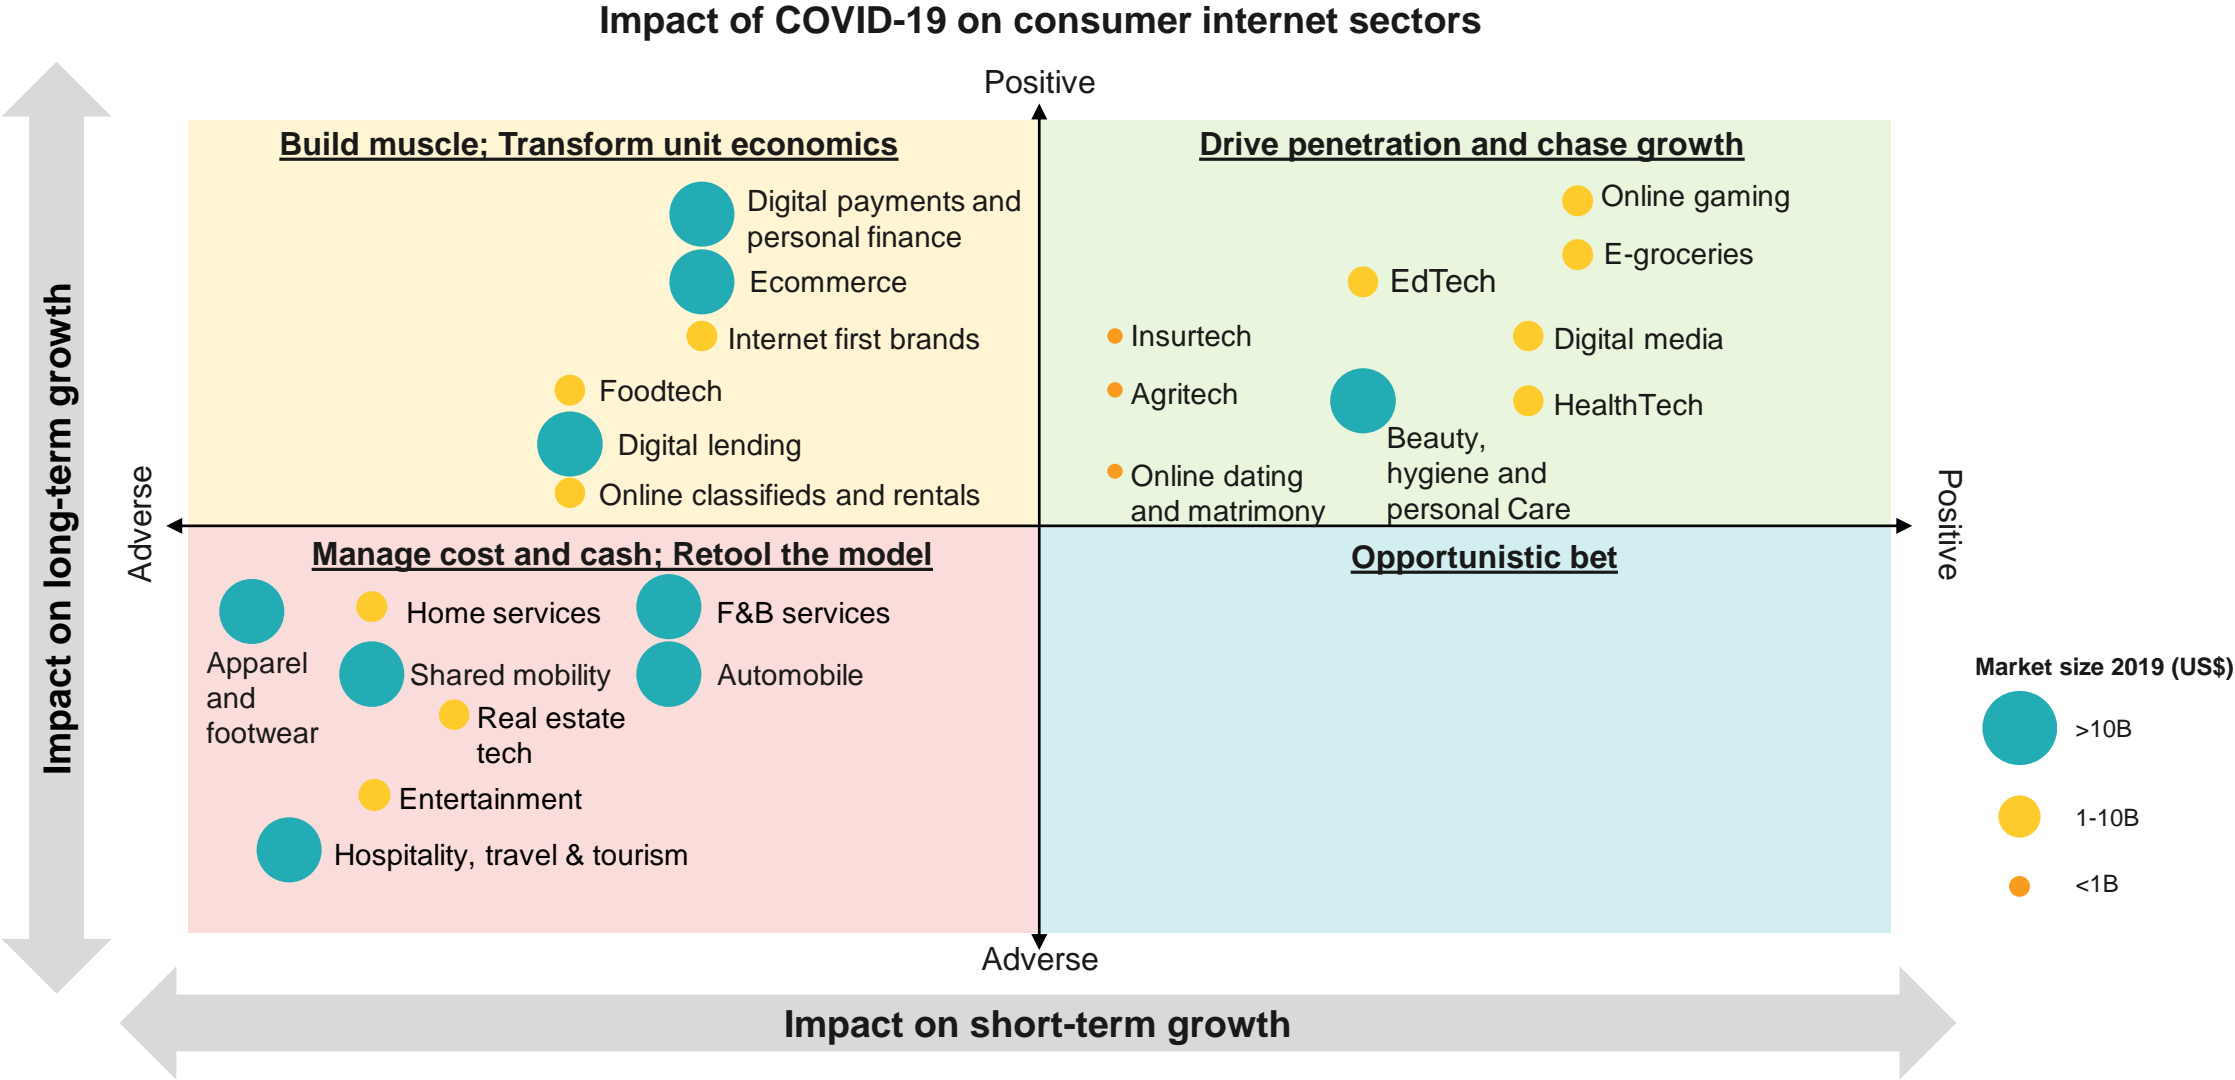 Impact of COVID-19 on consumer internet sectors
Positive
Build muscle; Transform unit economics
Digital payments and
personal finance
Ecommerce
Internet first brands
Foodtech
Digital lending
Online classifieds and rentals
Drive penetration and chase growth
Online gaming
E-groceries
EdTech
Insurtech
Digital media
Agritech
HealthTech
Beauty,
hygiene and
personal Care
Online dating
and matrimony
Impact on long-term growth
Adverse
Positive
Manage cost and cash; Retool the model
Home services
F&B services
Apparel
and
footwear
Shared mobility
Automobile
Real estate
tech
Entertainment
Hospitality, travel & tourism
Opportunistic bet
Market size 2019 (US$)
>10B
1-10B
<1B
Adverse
Impact on short-term growth